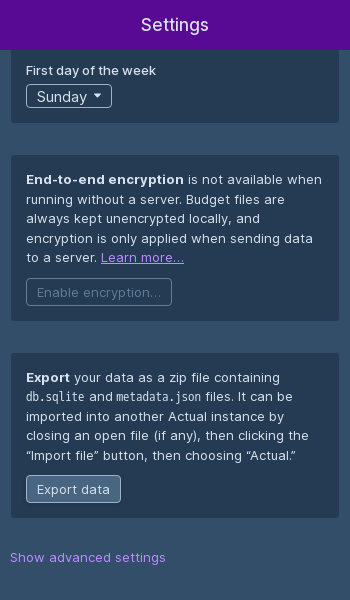 Settings
First day of the week
Sunday
End-to-end encryption is not available when
running without a server. Budget files are
always kept unencrypted locally, and
encryption is only applied when sending data
to a server. Learn more…
Enable encryption…
Export your data as a zip file containing
db.sqlite and metadata.json files. It can be
imported into another Actual instance by
closing an open file (if any), then clicking the
“Import file” button, then choosing “Actual.”
Export data
Show advanced settings